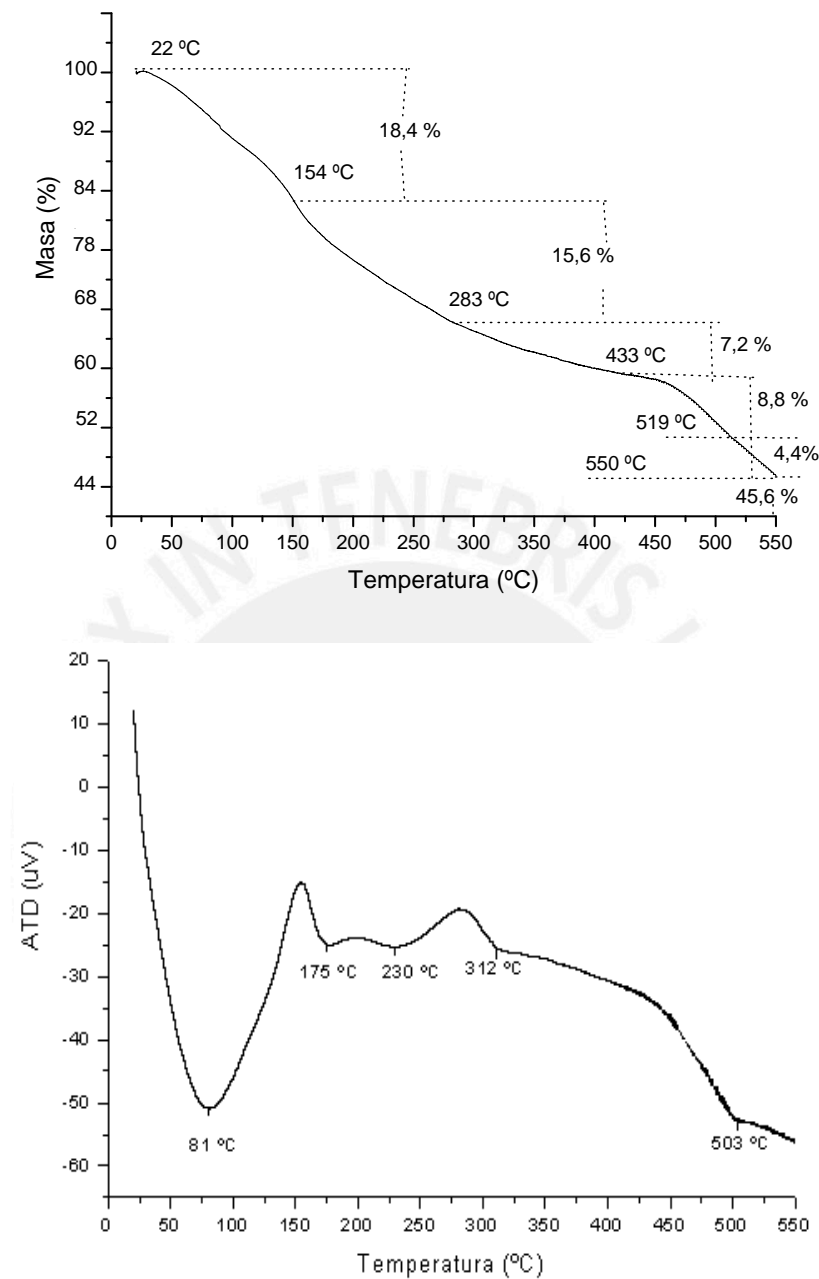 22 ºC
100
18,4 %
92
154 ºC
84
Masa (%)
78
15,6 %
283 ºC
68
7,2 %
433 ºC
60
8,8 %
519 ºC
52
4,4%
550 ºC
44
45,6 %
0 50 100 150 200 250 300 350 400 450 500 550
Temperatura (ºC)
X IN TENEBRIS L
20
10
0
-10
ATD (uV)
-20
175 ºC 230 ºC 312 ºC
-30
-40
-50
81 ºC
503 ºC
-60
0 50 100 150 200 250 300 350 400 450 500 550
Temperatura (ºC)